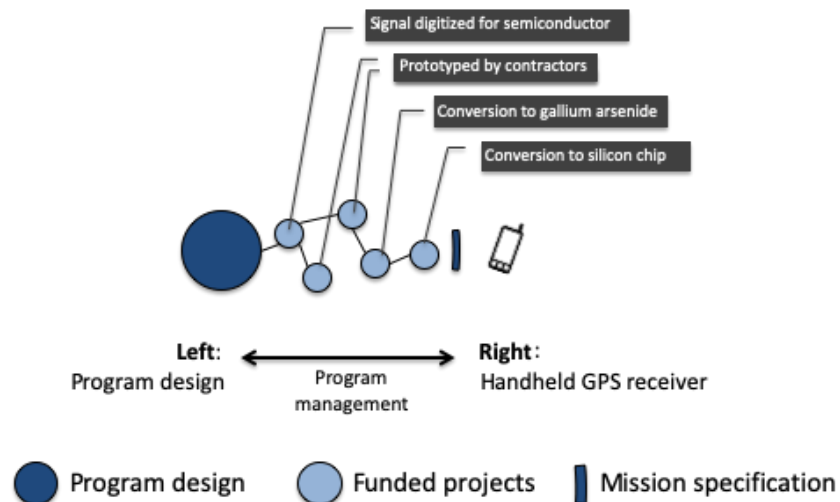 Signal digitized for semiconductor
Prototyped by contractors
Conversion to gallium arsenide
Conversion to silicon chip
Left:
Program design
Program
management
Right:
Handheld GPS receiver
Program design
Funded projects
Mission specification